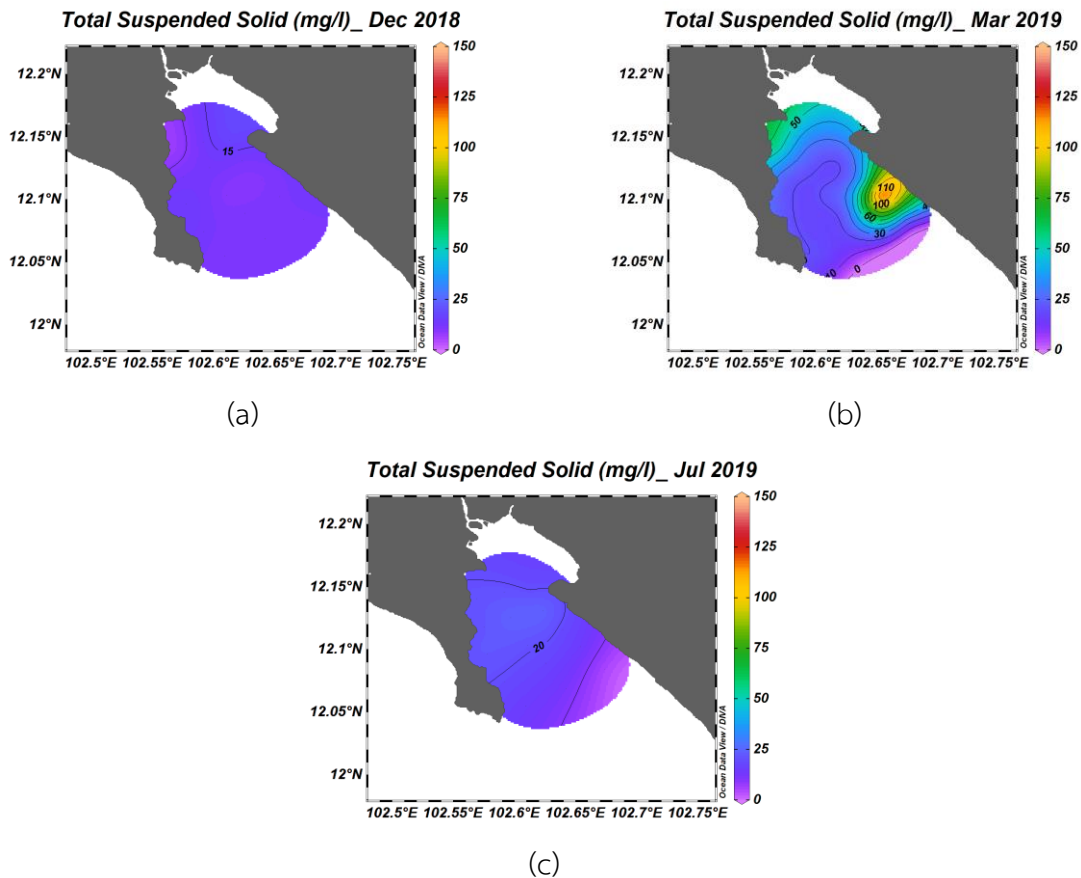 Total Suspended Solid (mg/l)_ Dec 2018
12.2°N
12.15°N
12.1°N
12.05°N
12°N
102.5°E 102.55°E 102.6°E 102.65°E 102.7°E 102.75°E
15
150
125
100
75
50
25
0
Ocean Data View / DIVA
(a)
Total Suspended Solid (mg/l)_ Mar 2019
12.2°N
12.15°N
12.1°N
12.05°N
12°N
102.5°E 102.55°E 102.6°E 102.65°E 102.7°E 102.75°E
50
110
100
60
30
0
150
125
100
75
50
25
0
Ocean Data View / DIVA
(b)
Total Suspended Solid (mg/l)_ Jul 2019
12.2°N
12.15°N
12.1°N
12.05°N
12°N
102.5°E 102.55°E 102.6°E 102.65°E 102.7°E 102.75°E
20
150
125
100
75
50
25
0
Ocean Data View / DIVA
(c)